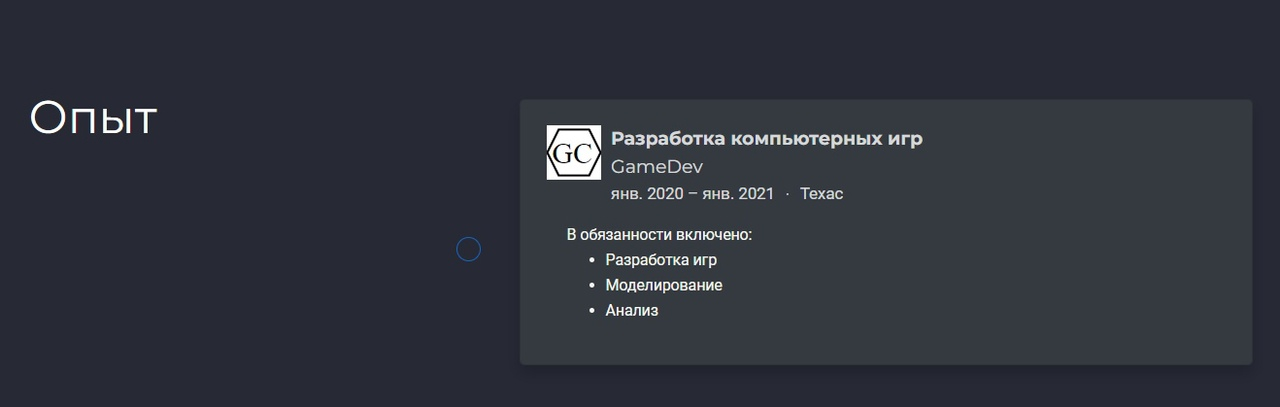 Опыт
GC
Разработка компьютерных игр
GameDev
янв. 2020 – янв. 2021 · Техас
В обязанности включено:
• Разработка игр
• Моделирование
• Анализ